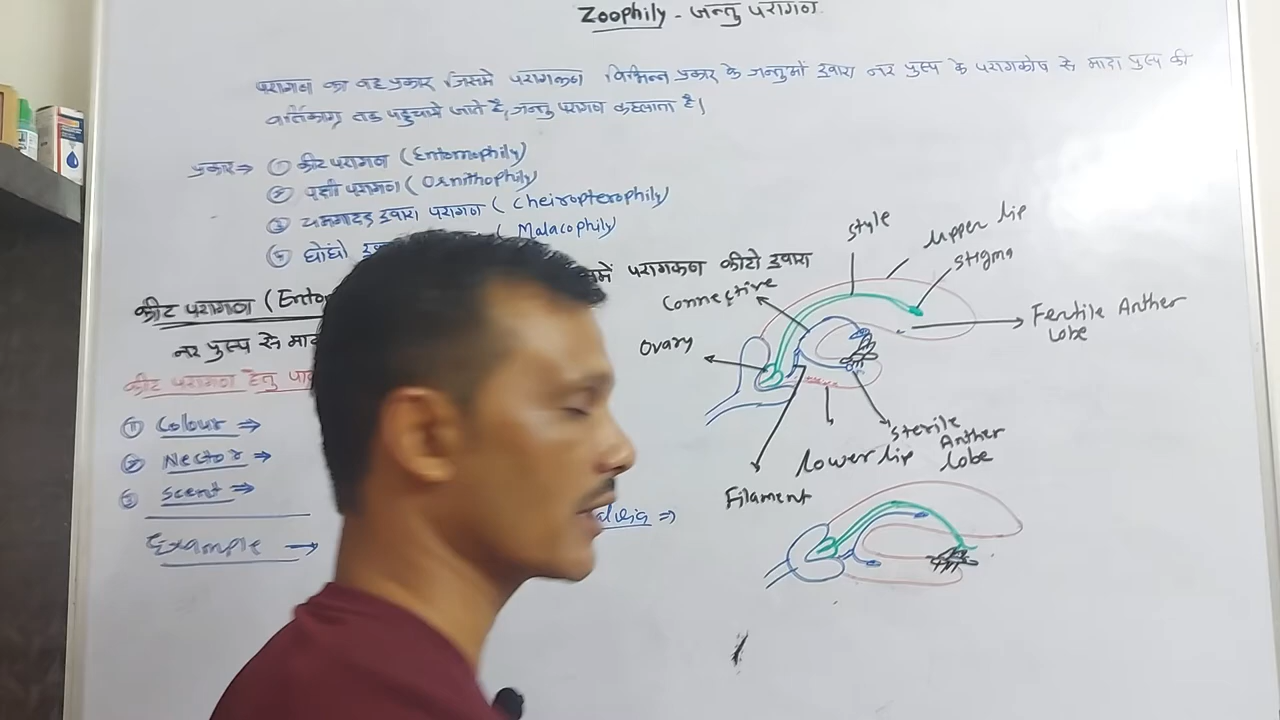 Zoophily - जन्तु परागण
परागण का वह प्रकार जिसमे परागकण विभिन्न प्रकार के जन्तुओं द्वारा नर पुष्प के परागकोष से मादा पुष्प की
वर्तिकाग्र तक पहुचाये जाते है, जन्तु परागण कहलाता है।
प्रकार ⇒ ① कीट परागण (Entomophily)
② पक्षी परागण (Ornithophily)
③ चमगादड़ द्वारा परागण (Cheiropterophily)
④ घोंघो (Malacophily)
कीट परागण (Ento
में परागकण कीटो द्वारा
नर पुष्प से माद
कीट परागण हेतु
① Colour ⇒
② Nector ⇒
③ Scent ⇒
Example →
⇒
Style
Upper lip
Stigma
Connective
Ovary
Fertile Anther
Lobe
Sterile
Anther
Lobe
Lower lip
Filament